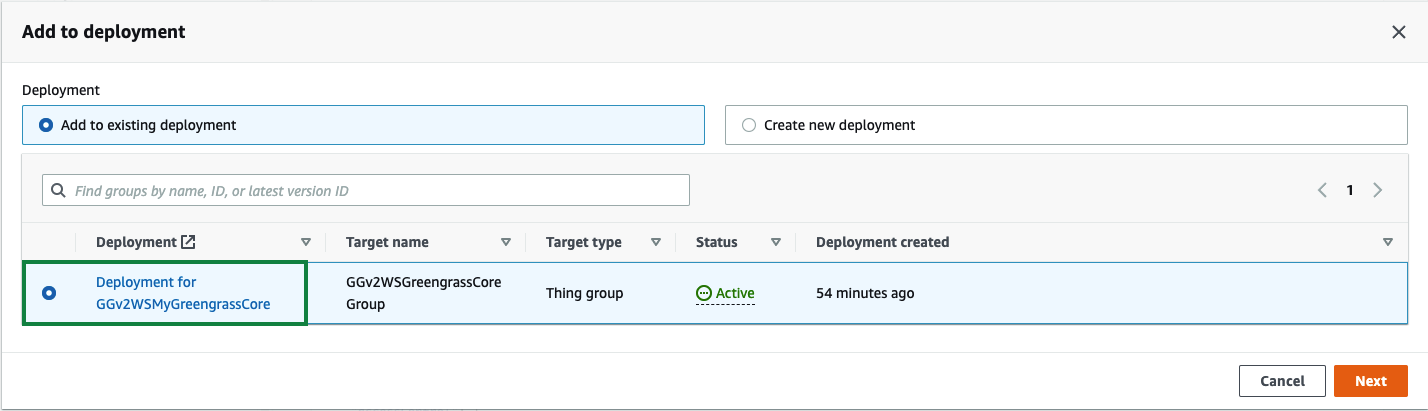 Add to deployment
Deployment
Add to existing deployment
Create new deployment
Find groups by name, ID, or latest version ID
1
Deployment Target name Target type Status Deployment created
Deployment for
GGv2WSMyGreengrassCore
GGv2WSGreengrassCore
Group
Thing group
Active
54 minutes ago
Cancel
Next